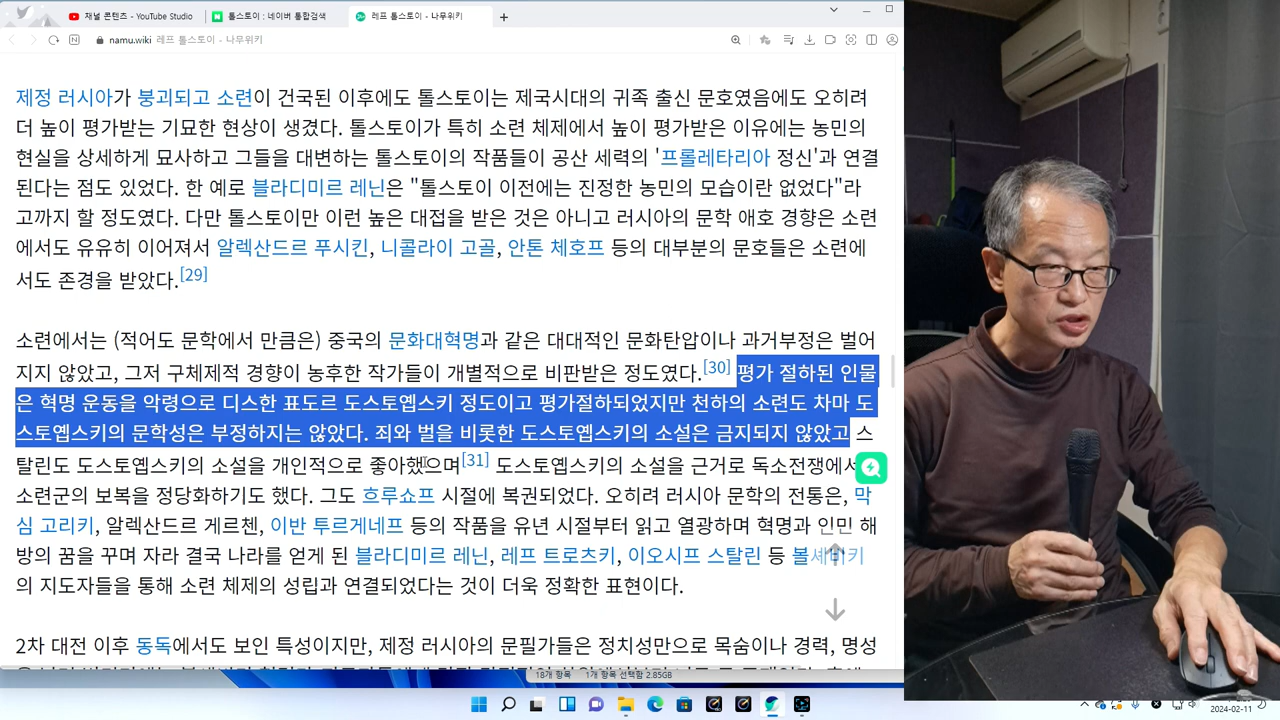 재널 콘텐츠 - YouTube Studio
톨스토이 : 네이버 통합검색
레프 톨스토이 - 나무위키
namu.wiki 레프 톨스토이 - 나무위키
제정 러시아가 붕괴되고 소련이 건국된 이후에도 톨스토이는 제국시대의 귀족 출신 문호였음에도 오히려
더 높이 평가받는 기묘한 현상이 생겼다. 톨스토이가 특히 소련 체제에서 높이 평가받은 이유에는 농민의
현실을 상세하게 묘사하고 그들을 대변하는 톨스토이의 작품들이 공산 세력의 '프롤레타리아 정신'과 연결
된다는 점도 있었다. 한 예로 블라디미르 레닌은 "톨스토이 이전에는 진정한 농민의 모습이란 없었다"라
고까지 할 정도였다. 다만 톨스토이만 이런 높은 대접을 받은 것은 아니고 러시아의 문학 애호 경향은 소련
에서도 유유히 이어져서 알렉산드르 푸시킨, 니콜라이 고골, 안톤 체호프 등의 대부분의 문호들은 소련에
서도 존경을 받았다.[29]
소련에서는 (적어도 문학에서 만큼은) 중국의 문화대혁명과 같은 대대적인 문화탄압이나 과거부정은 벌어
지지 않았고, 그저 구체제적 경향이 농후한 작가들이 개별적으로 비판받은 정도였다.[30] 평가 절하된 인물
은 혁명 운동을 악령으로 디스한 표도르 도스토옙스키 정도이고 평가절하되었지만 천하의 소련도 차마 도
스토옙스키의 문학성은 부정하지는 않았다. 죄와 벌을 비롯한 도스토옙스키의 소설은 금지되지 않았고 스
탈린도 도스토옙스키의 소설을 개인적으로 좋아했으며[31] 도스토옙스키의 소설을 근거로 독소전쟁에서
소련군의 보복을 정당화하기도 했다. 그도 흐루쇼프 시절에 복권되었다. 오히려 러시아 문학의 전통은, 막
심 고리키, 알렉산드르 게르첸, 이반 투르게네프 등의 작품을 유년 시절부터 읽고 열광하며 혁명과 인민 해
방의 꿈을 꾸며 자라 결국 나라를 얻게 된 블라디미르 레닌, 레프 트로츠키, 이오시프 스탈린 등 볼셰비키
의 지도자들을 통해 소련 체제의 성립과 연결되었다는 것이 더욱 정확한 표현이다.
2차 대전 이후 동독에서도 보인 특성이지만, 제정 러시아의 문필가들은 정치성만으로 목숨이나 경력, 명성
18개 항목 1개 항목 선택함 2.85GB
2024-02-11